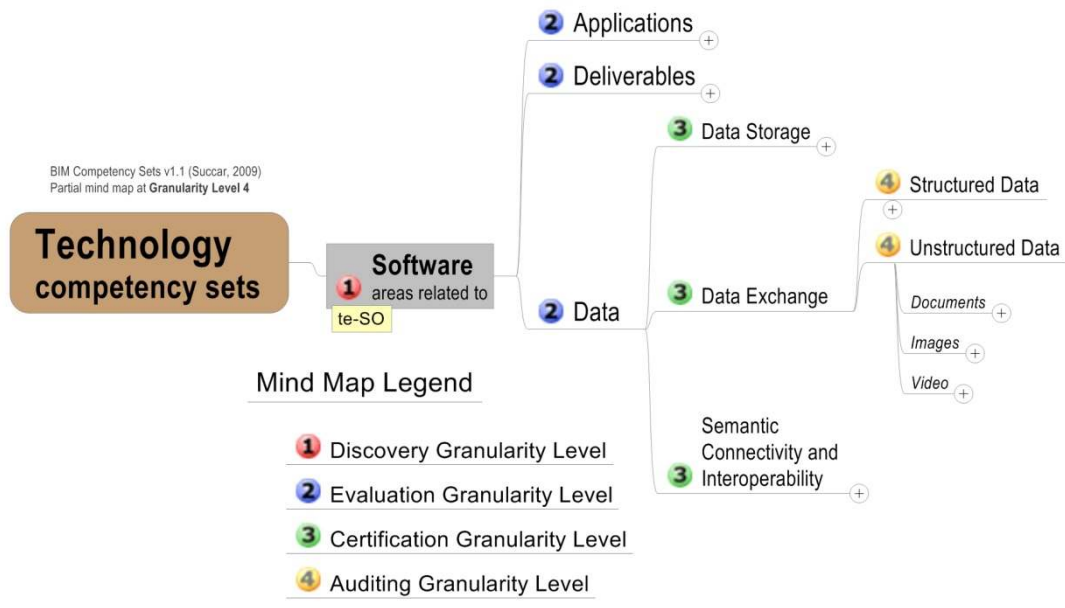 2 Applications
2 Deliverables
3 Data Storage
BIM Competency Sets v1.1 (Succar, 2009)
Partial mind map at Granularity Level 4
4 Structured Data
Technology
competency sets
4 Unstructured Data
Software
1 areas related to
te-SO
2 Data
3 Data Exchange
Documents
Images
Video
Mind Map Legend
Semantic
Connectivity and
3 Interoperability
1 Discovery Granularity Level
2 Evaluation Granularity Level
3 Certification Granularity Level
4 Auditing Granularity Level